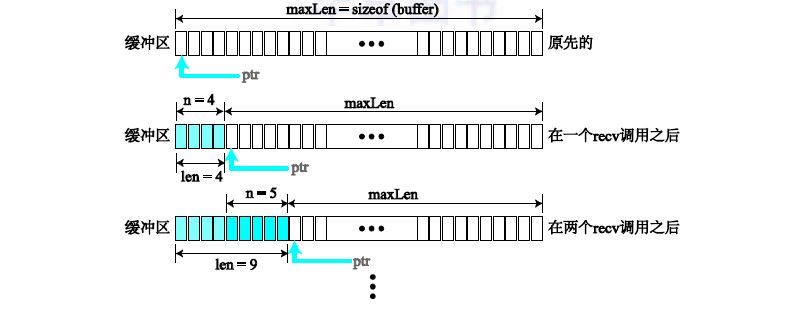 maxLen = sizeof (buffer)
缓冲区 ••• 原先的
ptr
n = 4 maxLen
缓冲区 ••• 在一个recv调用之后
len = 4 ptr
n = 5 maxLen
缓冲区 ••• 在两个recv调用之后
len = 9 ptr